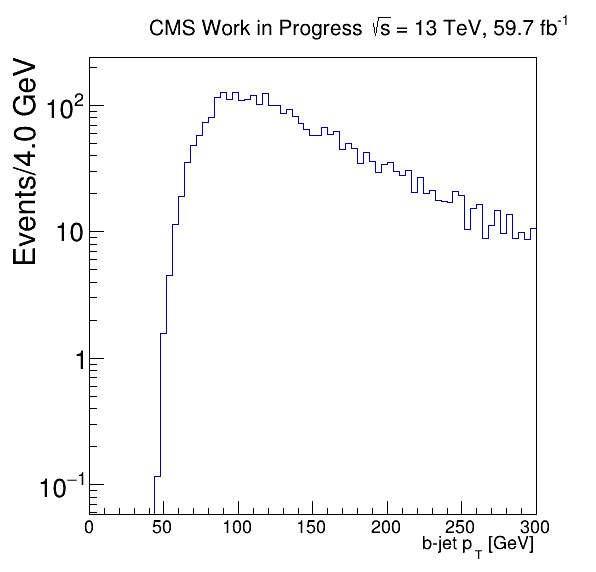 CMS Work in Progress √s = 13 TeV, 59.7 fb⁻¹
Events/4.0 GeV
10²
10
1
10⁻¹
0 50 100 150 200 250 300
b-jet p_T [GeV]